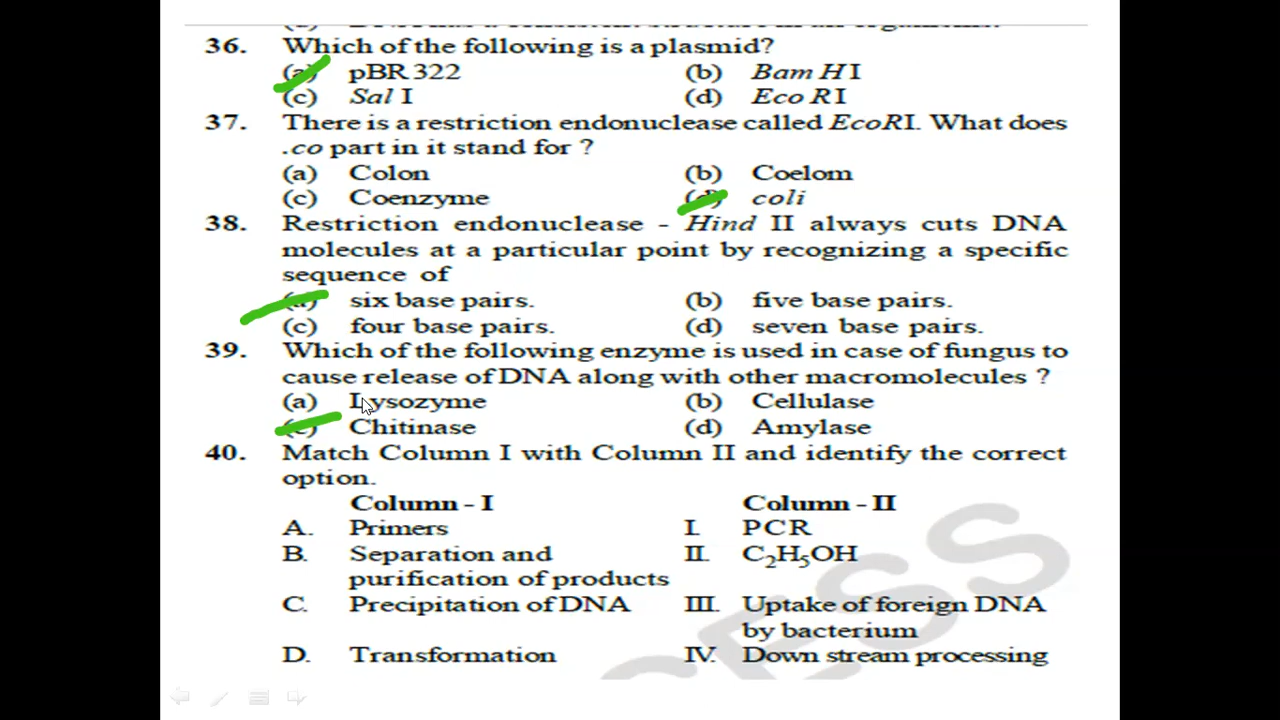 36. Which of the following is a plasmid?
(a) pBR 322 (b) Bam H I
(c) Sal I (d) Eco R I
37. There is a restriction endonuclease called EcoRI. What does
.co part in it stand for ?
(a) Colon (b) Coelom
(c) Coenzyme (d) coli
38. Restriction endonuclease - Hind II always cuts DNA
molecules at a particular point by recognizing a specific
sequence of
(a) six base pairs. (b) five base pairs.
(c) four base pairs. (d) seven base pairs.
39. Which of the following enzyme is used in case of fungus to
cause release of DNA along with other macromolecules ?
(a) Lysozyme (b) Cellulase
(c) Chitinase (d) Amylase
40. Match Column I with Column II and identify the correct
option.
Column - I Column - II
A. Primers I. PCR
B. Separation and II. C₂H₅OH
purification of products
C. Precipitation of DNA III. Uptake of foreign DNA
by bacterium
D. Transformation IV. Down stream processing